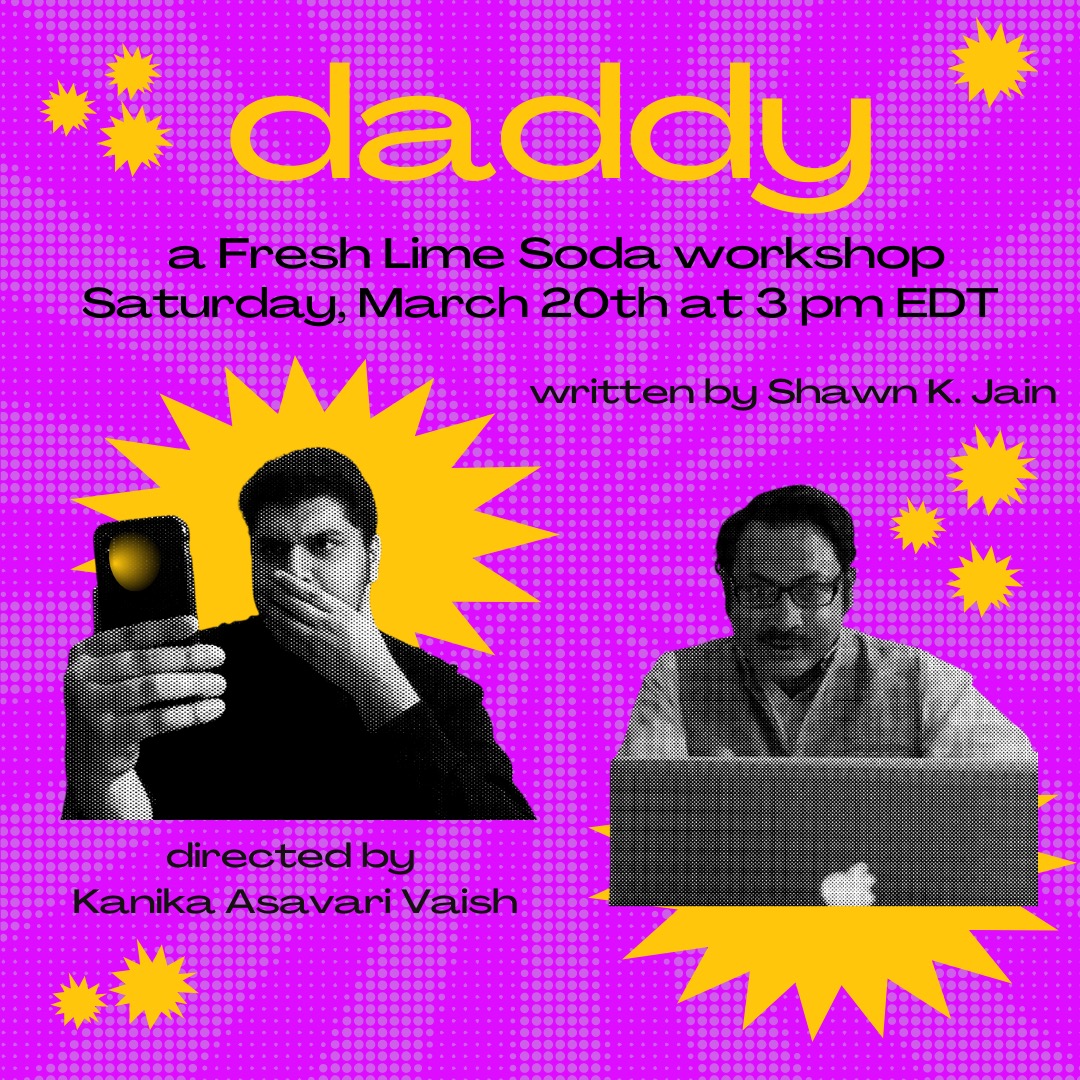 daddy
a Fresh Lime Soda workshop
Saturday, March 20th at 3 pm EDT
written by Shawn K. Jain
directed by
Kanika Asavari Vaish